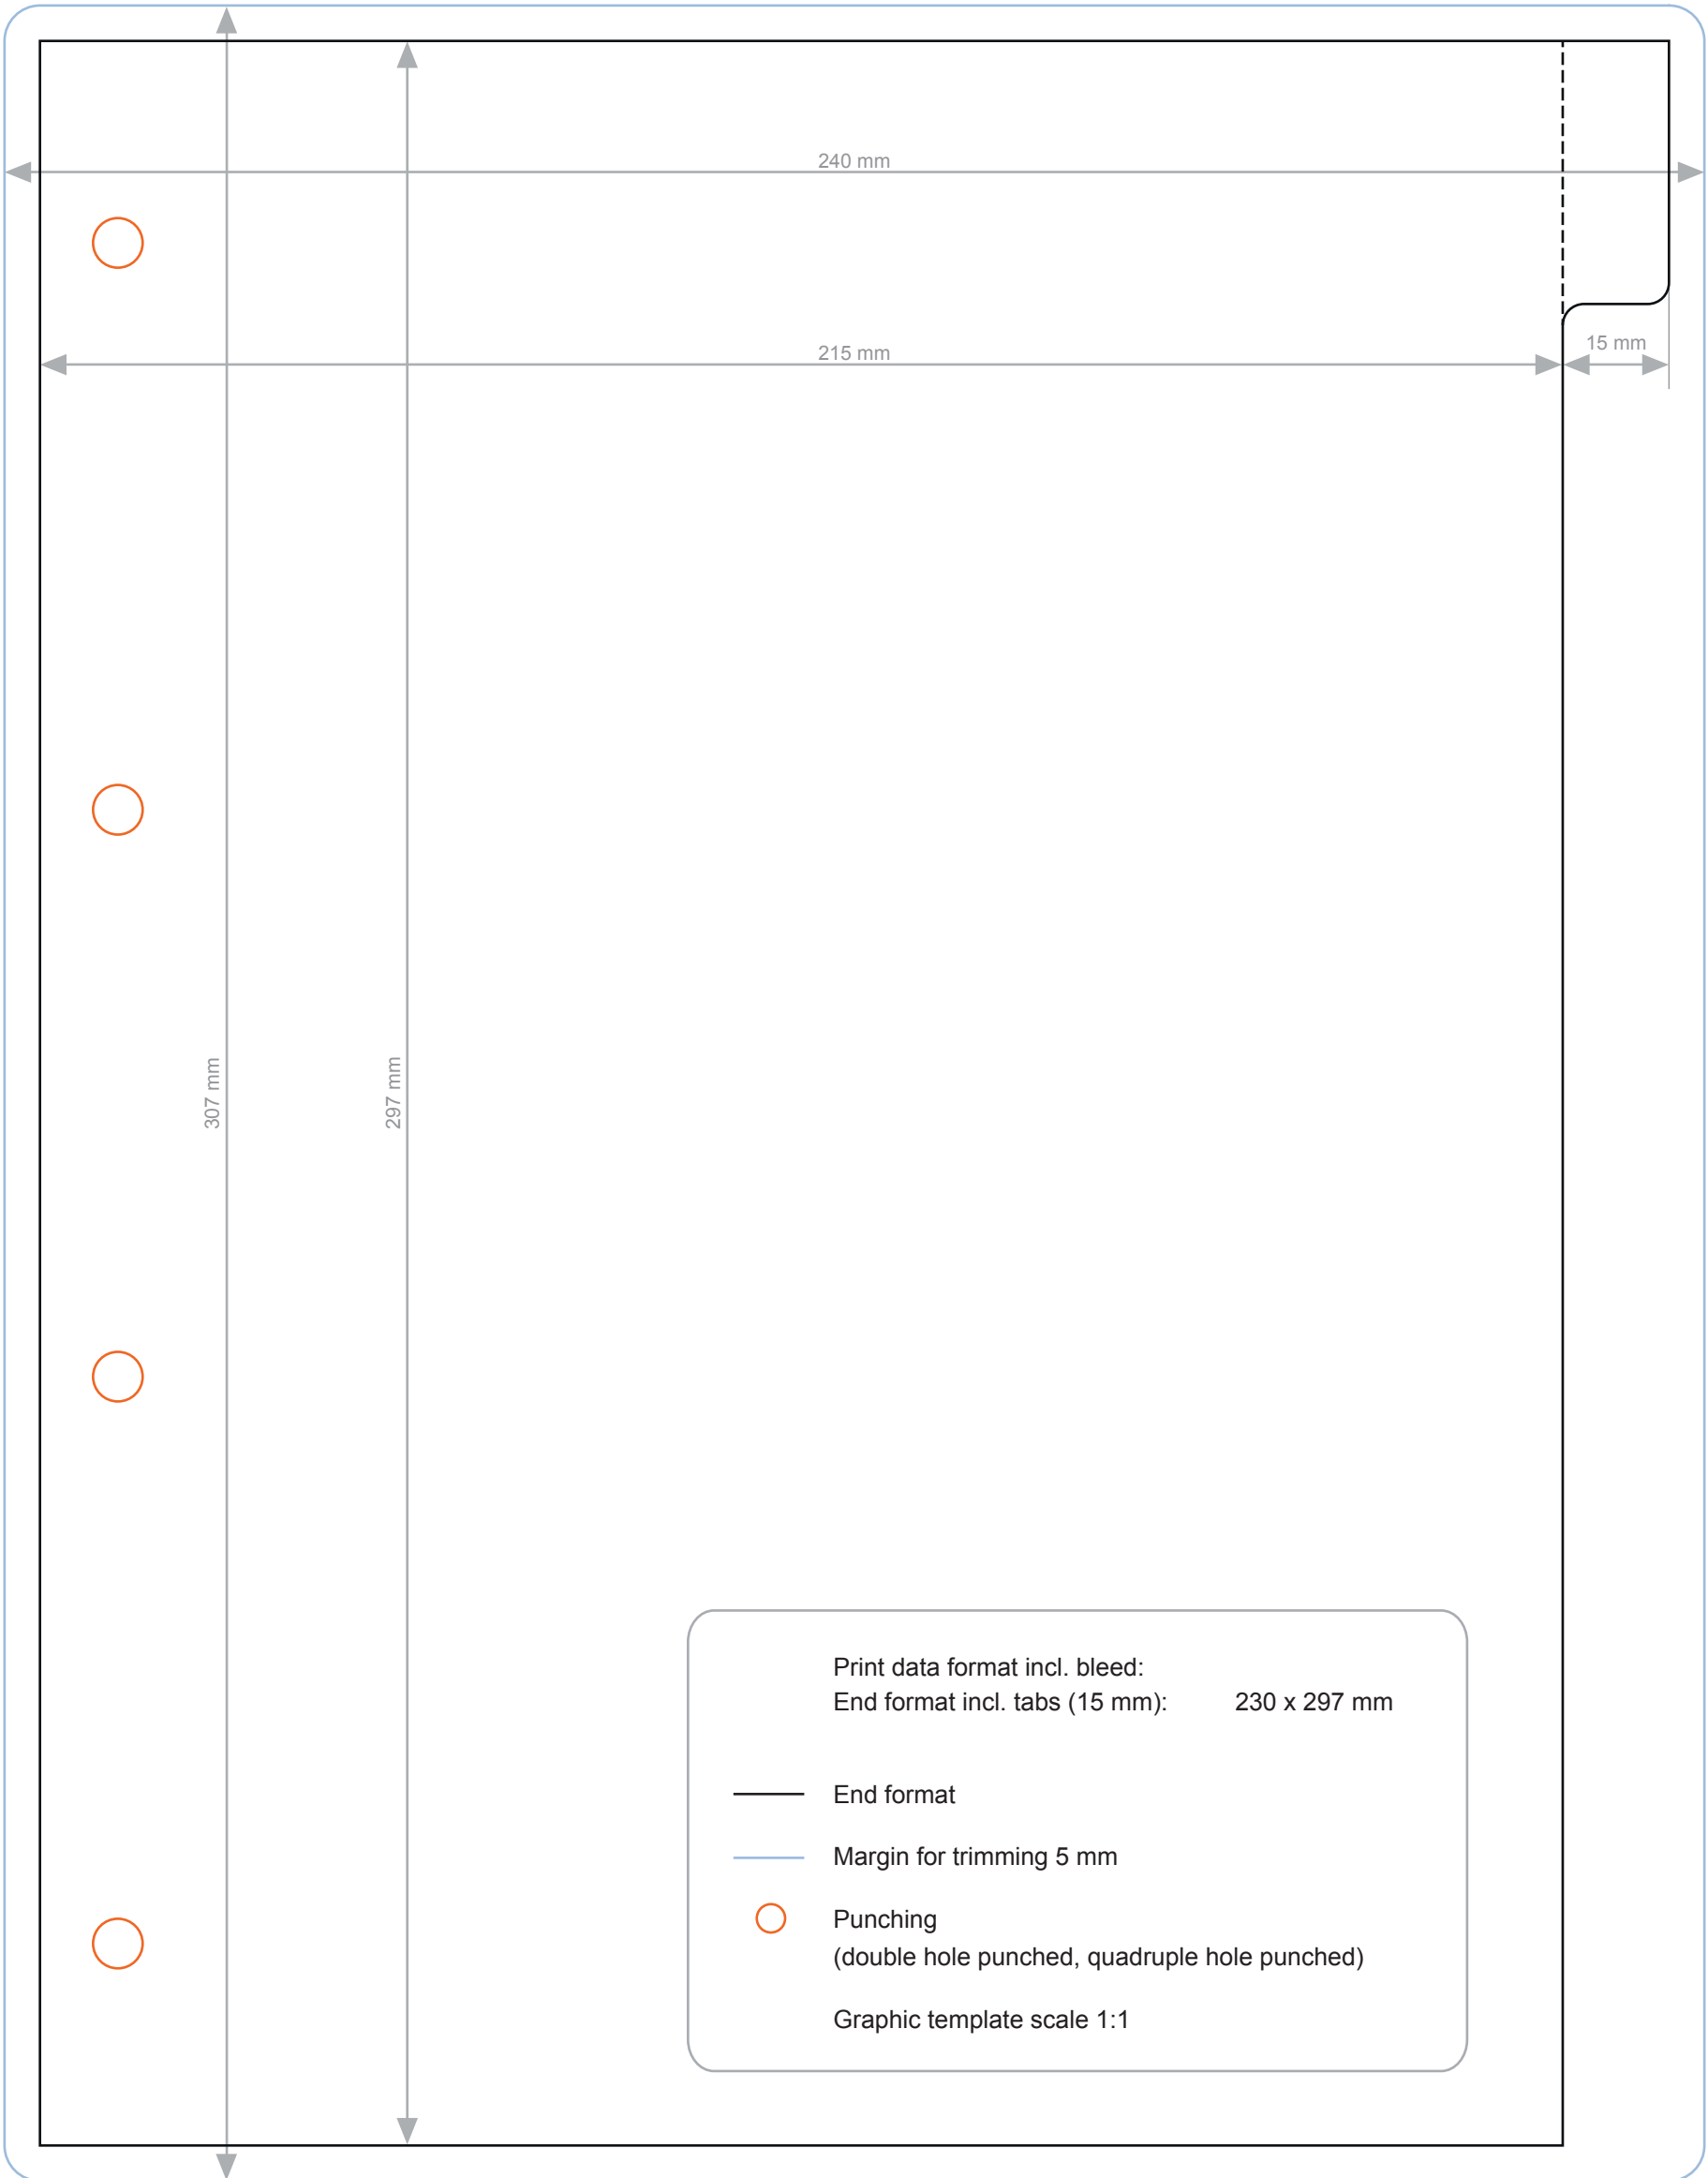 240 mm
215 mm
15 mm
307 mm
297 mm
Print data format incl. bleed:
End format incl. tabs (15 mm): 230 x 297 mm
End format
Margin for trimming 5 mm
Punching
(double hole punched, quadruple hole punched)
Graphic template scale 1:1